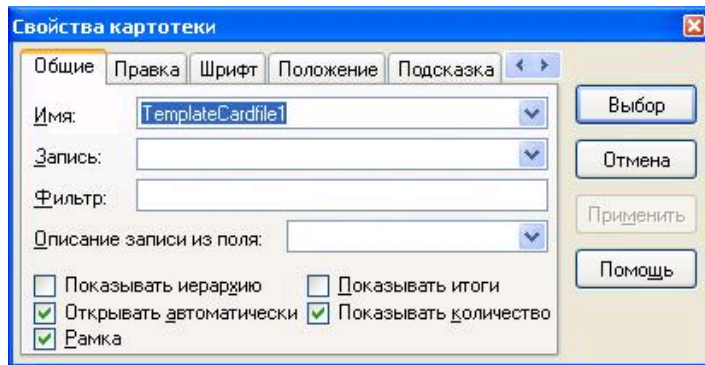 Свойства картотеки
Общие Правка Шрифт Положение Подсказка
Имя: TemplateCardfile1
Запись:
Фильтр:
Описание записи из поля:
Показывать иерархию Показывать итоги
Открывать автоматически Показывать количество
Рамка
Выбор
Отмена
Применить
Помощь